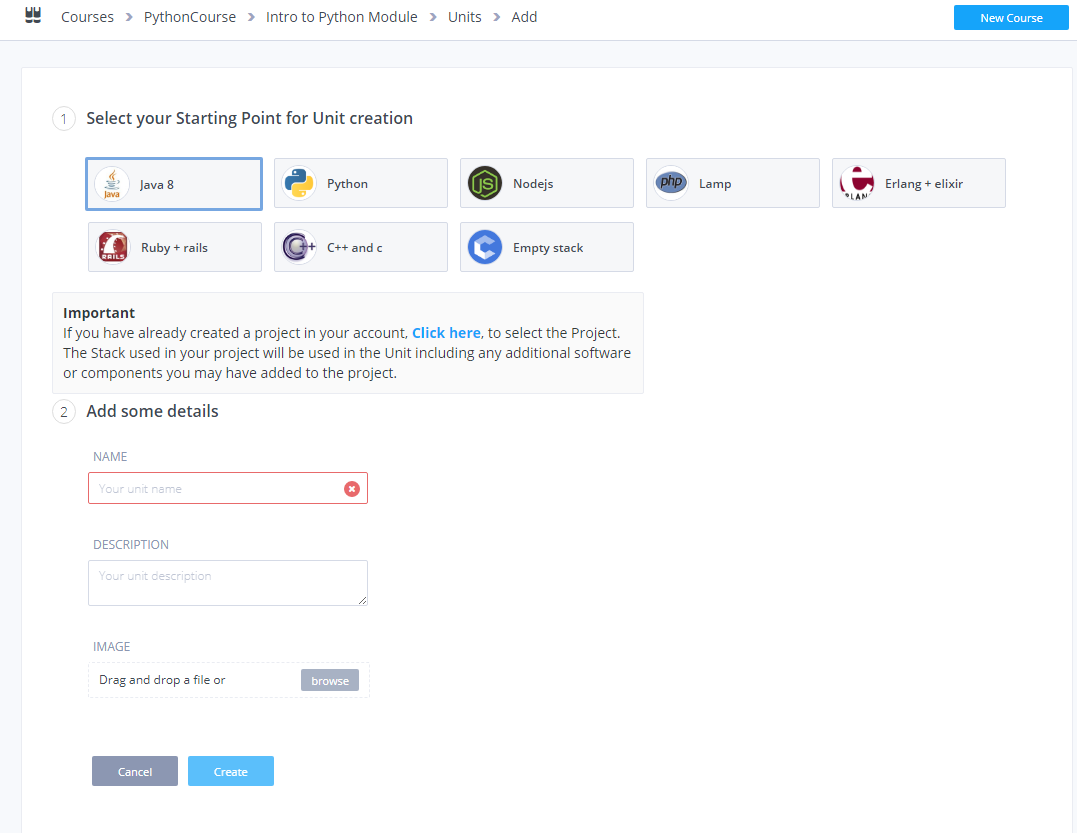 Courses > PythonCourse > Intro to Python Module > Units > Add
New Course
1 Select your Starting Point for Unit creation
Java Java 8
Python
JS Nodejs
php Lamp
Erlang + elixir
RAILS Ruby + rails
C++ C++ and c
Empty stack
Important
If you have already created a project in your account, Click here, to select the Project.
The Stack used in your project will be used in the Unit including any additional software
or components you may have added to the project.
2 Add some details
NAME
Your unit name
DESCRIPTION
Your unit description
IMAGE
Drag and drop a file or browse
Cancel Create